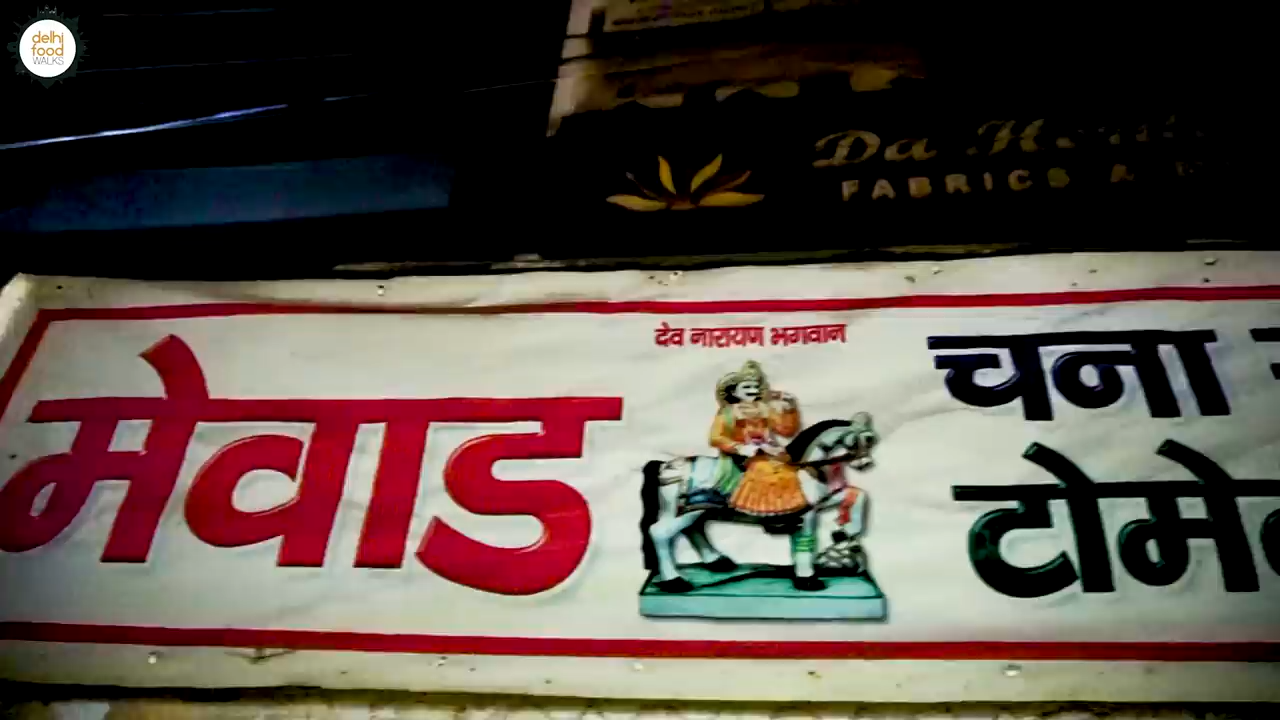 delhi
food
WALKS
Da
FABRICS &
देव नारायण भगवान
मेवाड
चना